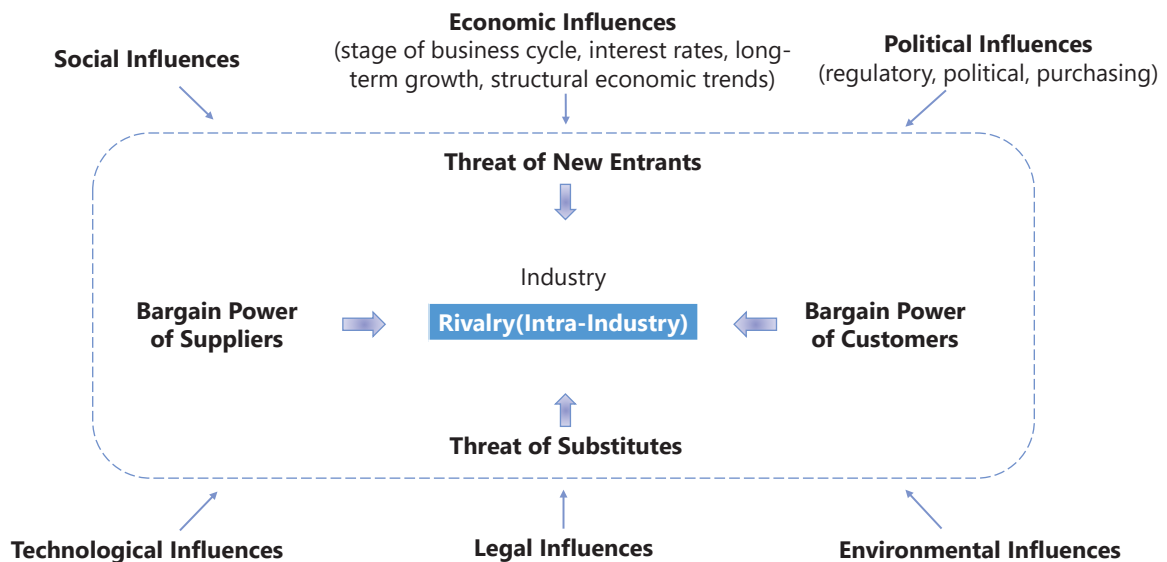 Social Influences
Economic Influences
(stage of business cycle, interest rates, long-
term growth, structural economic trends)
Political Influences
(regulatory, political, purchasing)
Threat of New Entrants
Industry
Bargain Power
of Suppliers
Rivalry(Intra-Industry)
Bargain Power
of Customers
Threat of Substitutes
Technological Influences
Legal Influences
Environmental Influences